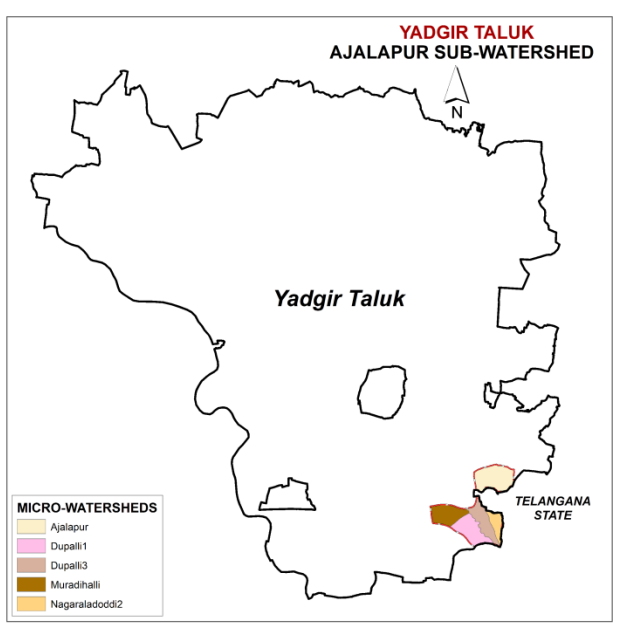 YADGIR TALUK
AJALAPUR SUB-WATERSHED
N
Yadgir Taluk
TELANGANA
STATE
MICRO-WATERSHEDS
Ajalapur
Dupalli1
Dupalli3
Muradihalli
Nagaraladoddi2